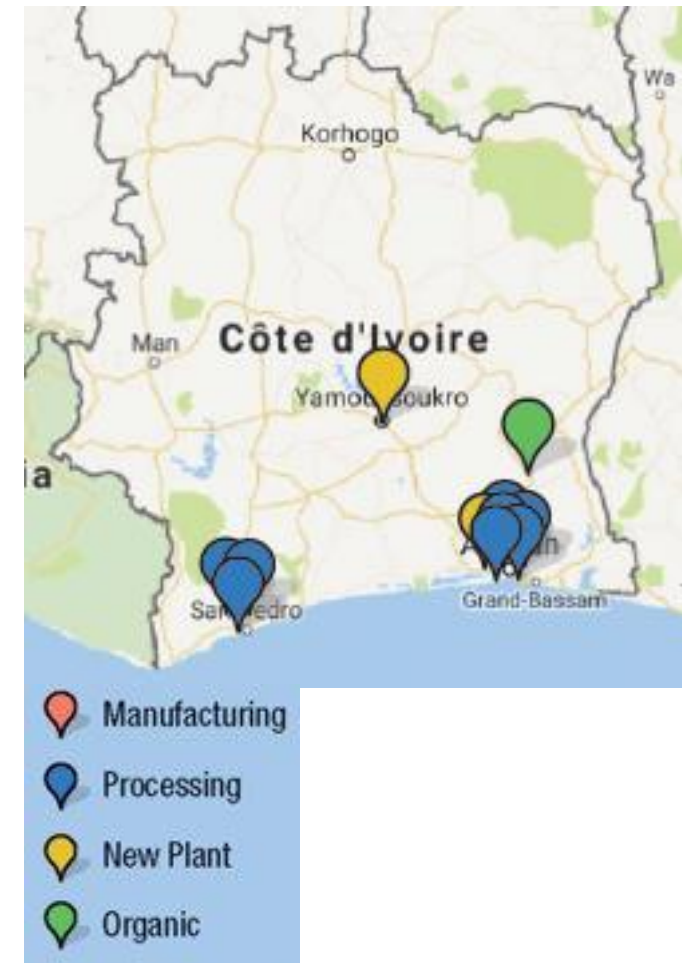 Wa
Korhogo
Côte d'Ivoire
Man
ia
Grand-Bassam
Manufacturing
Processing
New Plant
Organic